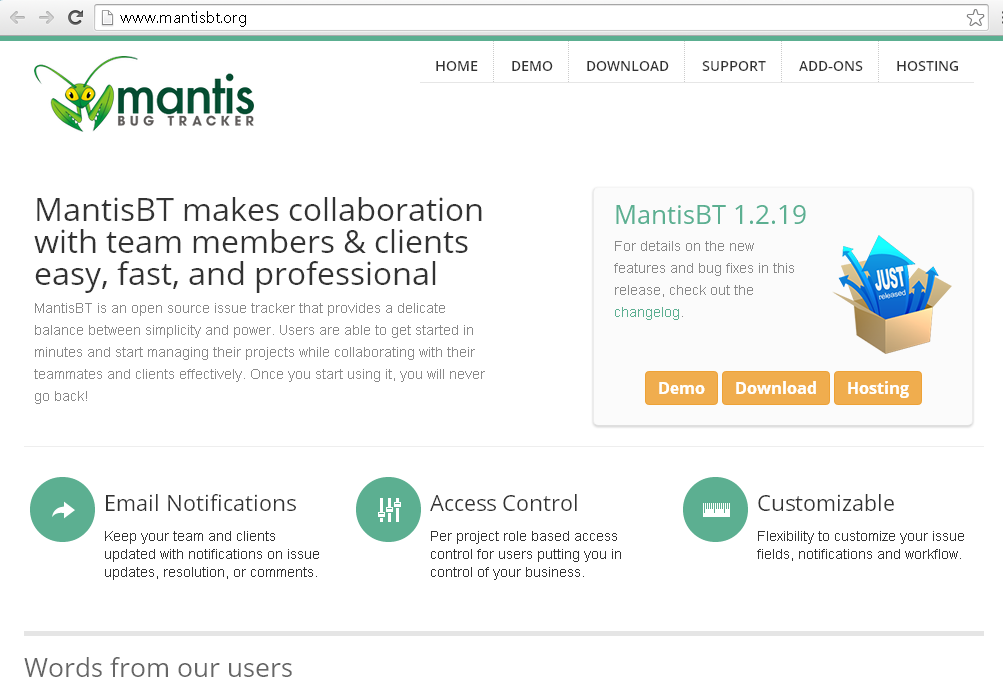 www.mantisbt.org
mantis
BUG TRACKER
HOME DEMO DOWNLOAD SUPPORT ADD-ONS HOSTING
MantisBT makes collaboration
with team members & clients
easy, fast, and professional
MantisBT is an open source issue tracker that provides a delicate
balance between simplicity and power. Users are able to get started in
minutes and start managing their projects while collaborating with their
teammates and clients effectively. Once you start using it, you will never
go back!
MantisBT 1.2.19
For details on the new
features and bug fixes in this
release, check out the
changelog.
JUST
released
Demo Download Hosting
Email Notifications
Keep your team and clients
updated with notifications on issue
updates, resolution, or comments.
Access Control
Per project role based access
control for users putting you in
control of your business.
Customizable
Flexibility to customize your issue
fields, notifications and workflow.
Words from our users